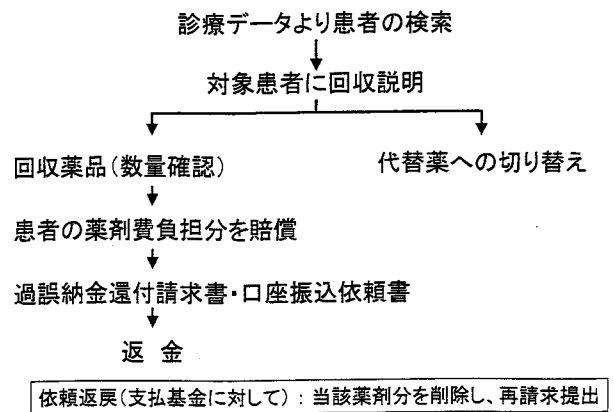 診療データより患者の検索
対象患者に回収説明
回収薬品(数量確認)
代替薬への切り替え
患者の薬剤費負担分を賠償
過誤納金還付請求書・口座振込依頼書
返 金
依頼返戻(支払基金に対して) : 当該薬剤分を削除し、再請求提出